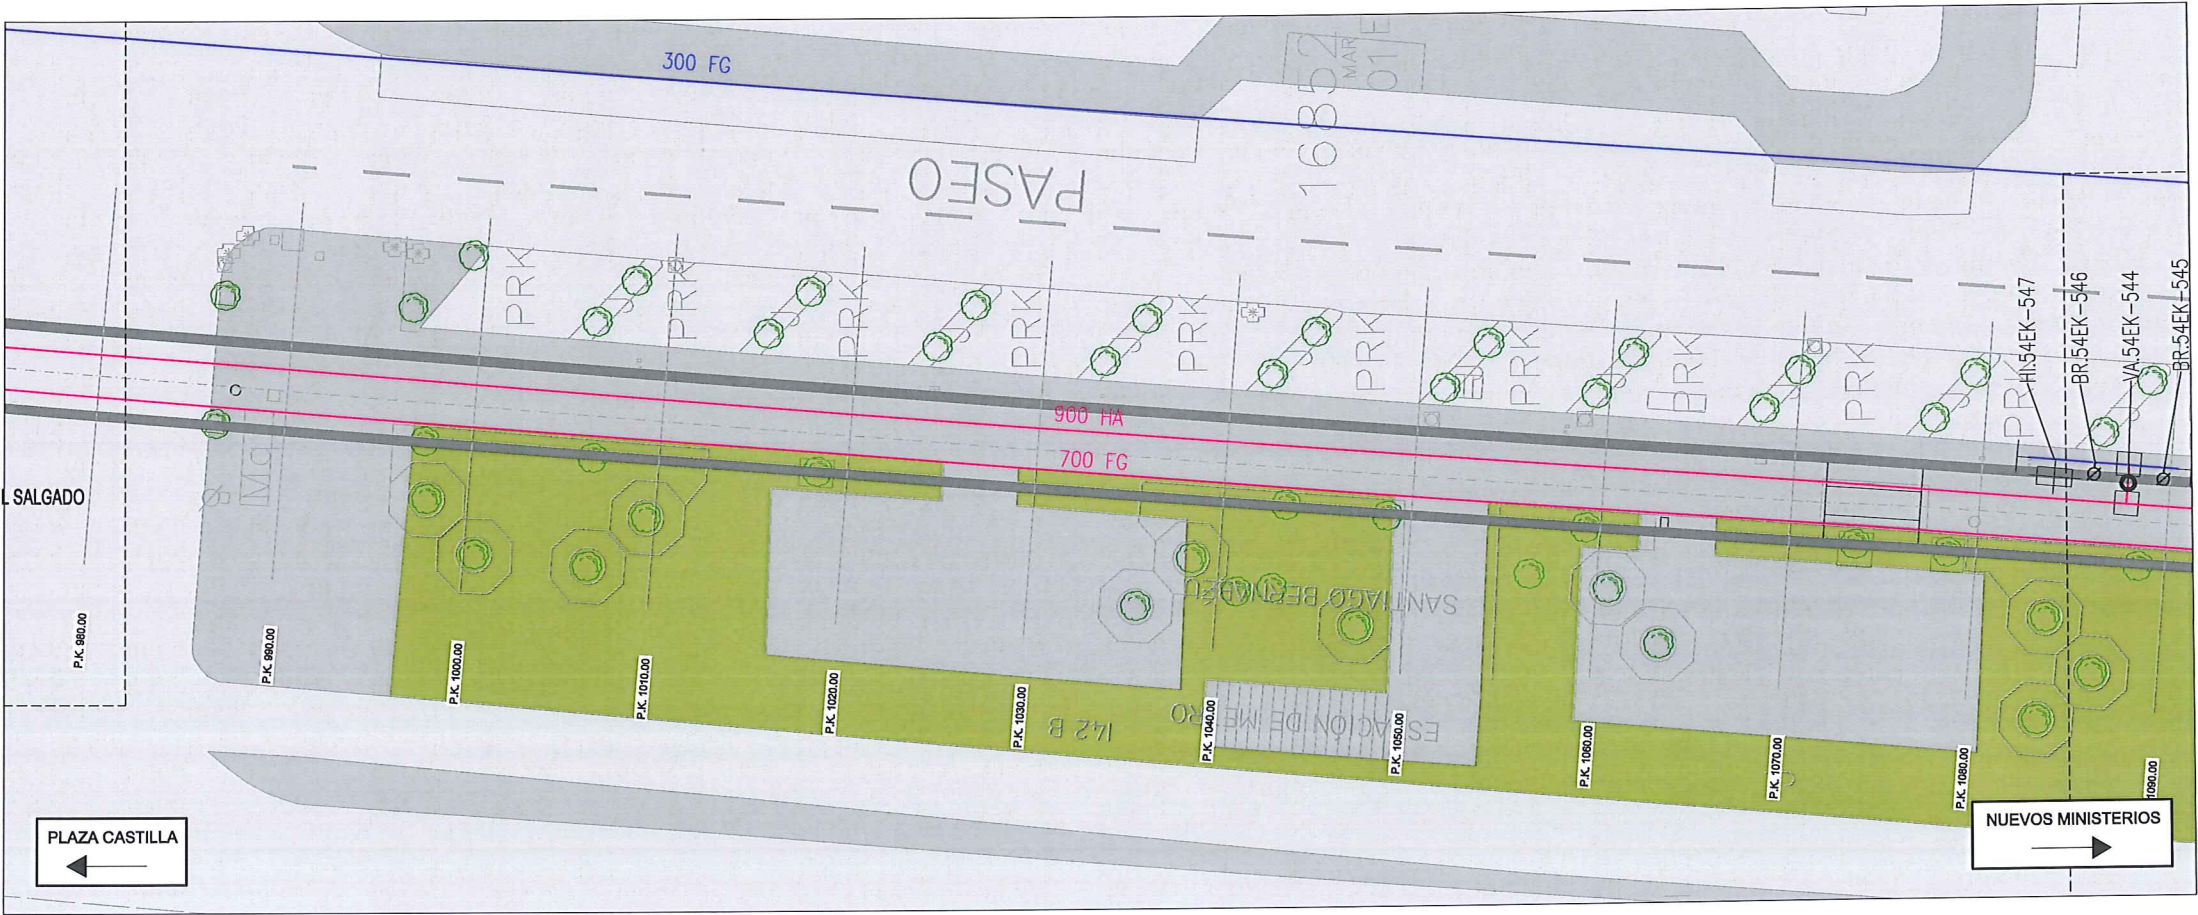 300 FG
PASEO
168552
MAR
01
E
PRK
PRK
PRK
PRK
PRK
PRK
PRK
PRK
PRK
PRK
HI.54EK-547
BR.54EK-546
VA.54EK-544
BR.54EK-545
900 HA
700 FG
L SALGADO
SANTIAGO BERNABEU
ESTACION DE METRO
142 B
P.K. 980.00
P.K. 990.00
P.K. 1000.00
P.K. 1010.00
P.K. 1020.00
P.K. 1030.00
P.K. 1040.00
P.K. 1050.00
P.K. 1060.00
P.K. 1070.00
P.K. 1080.00
1090.00
PLAZA CASTILLA
NUEVOS MINISTERIOS